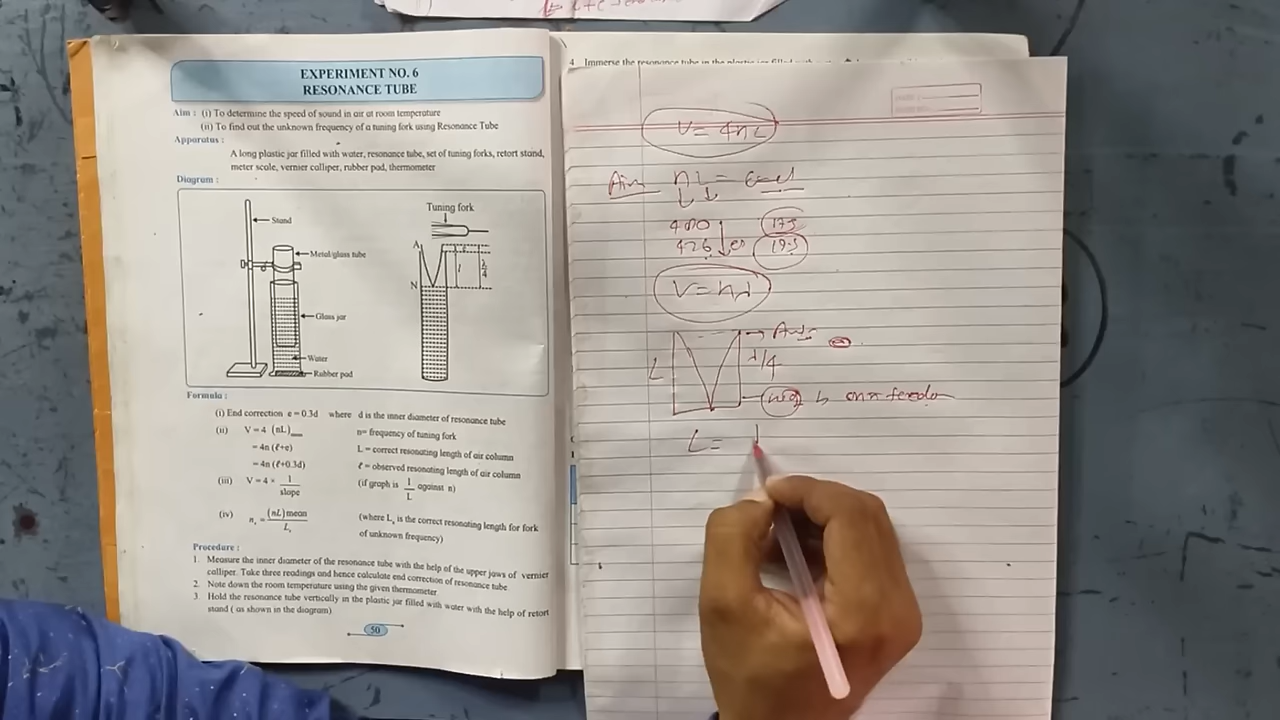 EXPERIMENT NO. 6
RESONANCE TUBE
Aim : (i) To determine the speed of sound in air at room temperature
(ii) To find out the unknown frequency of a tuning fork using Resonance Tube
Apparatus :
A long plastic jar filled with water, resonance tube, set of tuning forks, retort stand,
meter scale, vernier calliper, rubber pad, thermometer
Diagram :
Stand
Metal/glass tube
Glass jar
Water
Rubber pad
Tuning fork
A
e
l
λ/4
N
Formula :
(i) End correction e = 0.3d where d is the inner diameter of resonance tube
(ii) V = 4 (nL)mean n= frequency of tuning fork
= 4n (ℓ+e) L = correct resonating length of air column
= 4n (ℓ+0.3d) ℓ = observed resonating length of air column
(iii) V = 4 × 1/slope (if graph is 1/L against n)
(iv) = (nL) mean / L (where L is the correct resonating length for fork
of unknown frequency)
Procedure :
1. Measure the inner diameter of the resonance tube with the help of the upper jaws of vernier
calliper. Take three readings and hence calculate end correction of resonance tube
2. Note down the room temperature using the given thermometer
3. Hold the resonance tube vertically in the plastic jar filled with water with the help of retort
stand ( as shown in the diagram)
50
4. Immerse the resonance tube in the plastic jar filled with
V = 4nL
Aim nL =
480 17.5
426 19.5
V = nλ
L
λ/4
L =